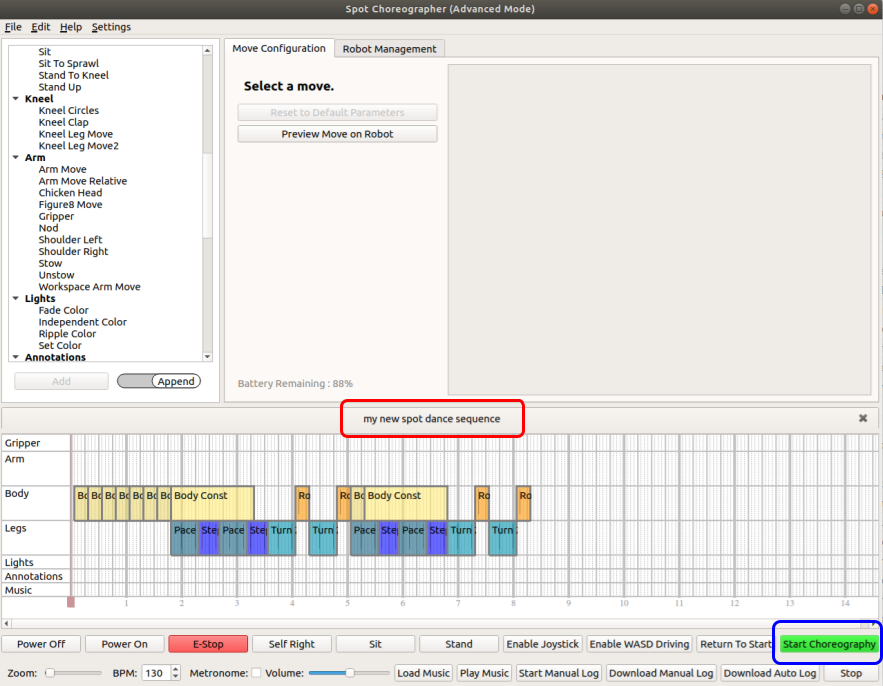 Spot Choreographer (Advanced Mode)
File Edit Help Settings
Sit
Sit To Sprawl
Stand To Kneel
Stand Up
Kneel
Kneel Circles
Kneel Clap
Kneel Leg Move
Kneel Leg Move2
Arm
Arm Move
Arm Move Relative
Chicken Head
Figure8 Move
Gripper
Nod
Shoulder Left
Shoulder Right
Stow
Unstow
Workspace Arm Move
Lights
Fade Color
Independent Color
Ripple Color
Set Color
Annotations
Add Append
Move Configuration Robot Management
Select a move.
Reset to Default Parameters
Preview Move on Robot
Battery Remaining : 88%
my new spot dance sequence
Gripper
Arm
Body Bo Bo Bo Bo Bo Bo Body Const Ro Ro Bo Body Const Ro Ro
Legs Pace Step Pace Step Turn 2 Turn Pace Ste Pace Ste Turn Turn
Lights
Annotations
Music
1 2 3 4 5 6 7 8 9 10 11 12 13 14
Power Off Power On E-Stop Self Right Sit Stand Enable Joystick Enable WASD Driving Return To Start Start Choreography
Zoom: BPM: 130 Metronome: Volume: Load Music Play Music Start Manual Log Download Manual Log Download Auto Log Stop